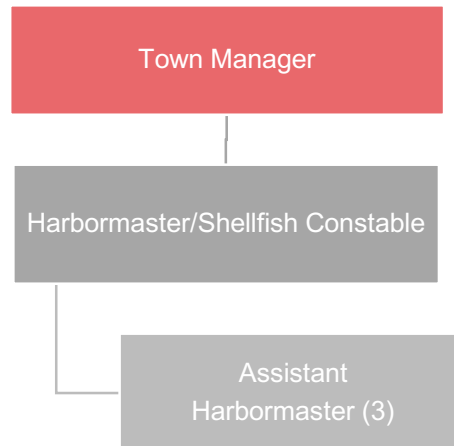 Town Manager
Harbormaster/Shellfish Constable
Assistant
Harbormaster (3)